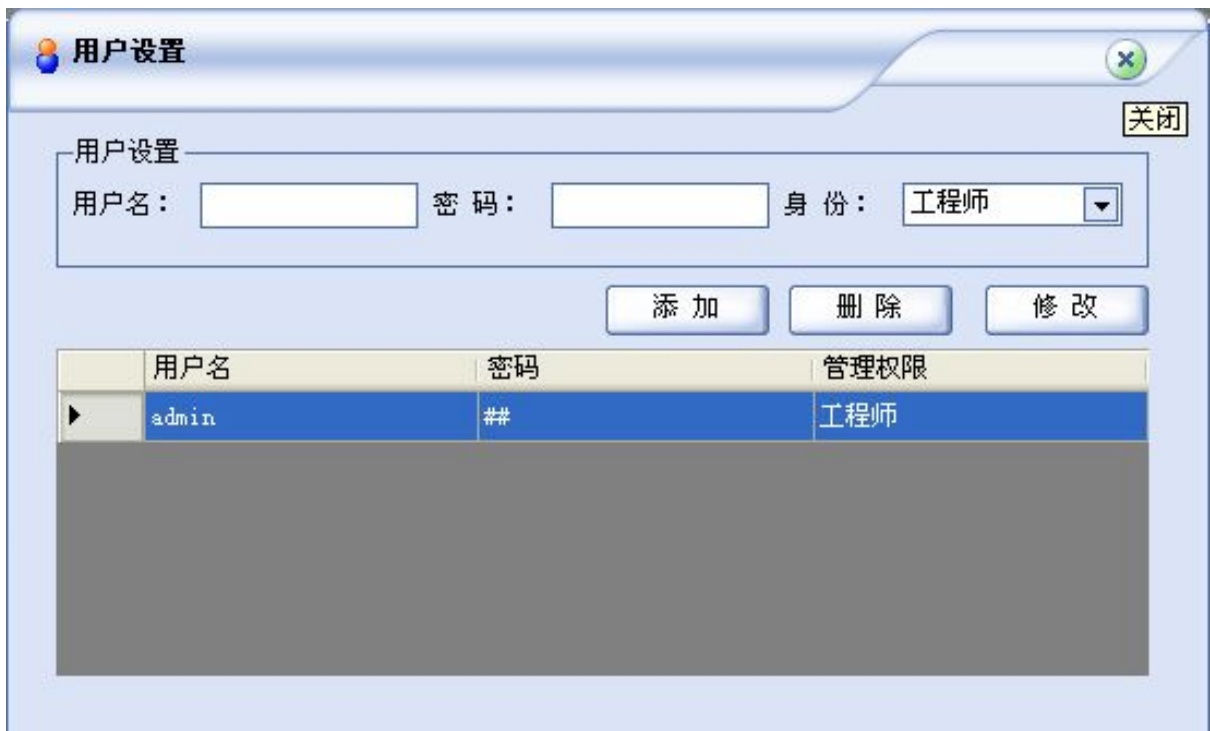 用户设置
关闭
用户设置
用户名： 密 码： 身 份： 工程师
添 加 删 除 修 改
用户名 密码 管理权限
admin ## 工程师